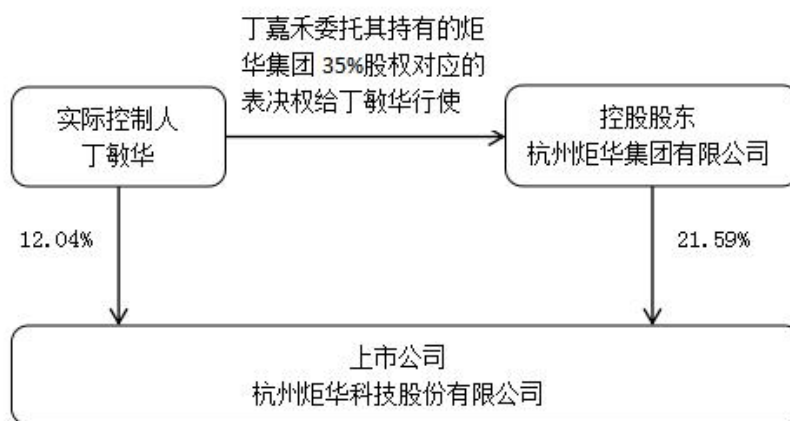 丁嘉禾委托其持有的炬
华集团 35%股权对应的
表决权给丁敏华行使
实际控制人
丁敏华
控股股东
杭州炬华集团有限公司
12.04%
21.59%
上市公司
杭州炬华科技股份有限公司